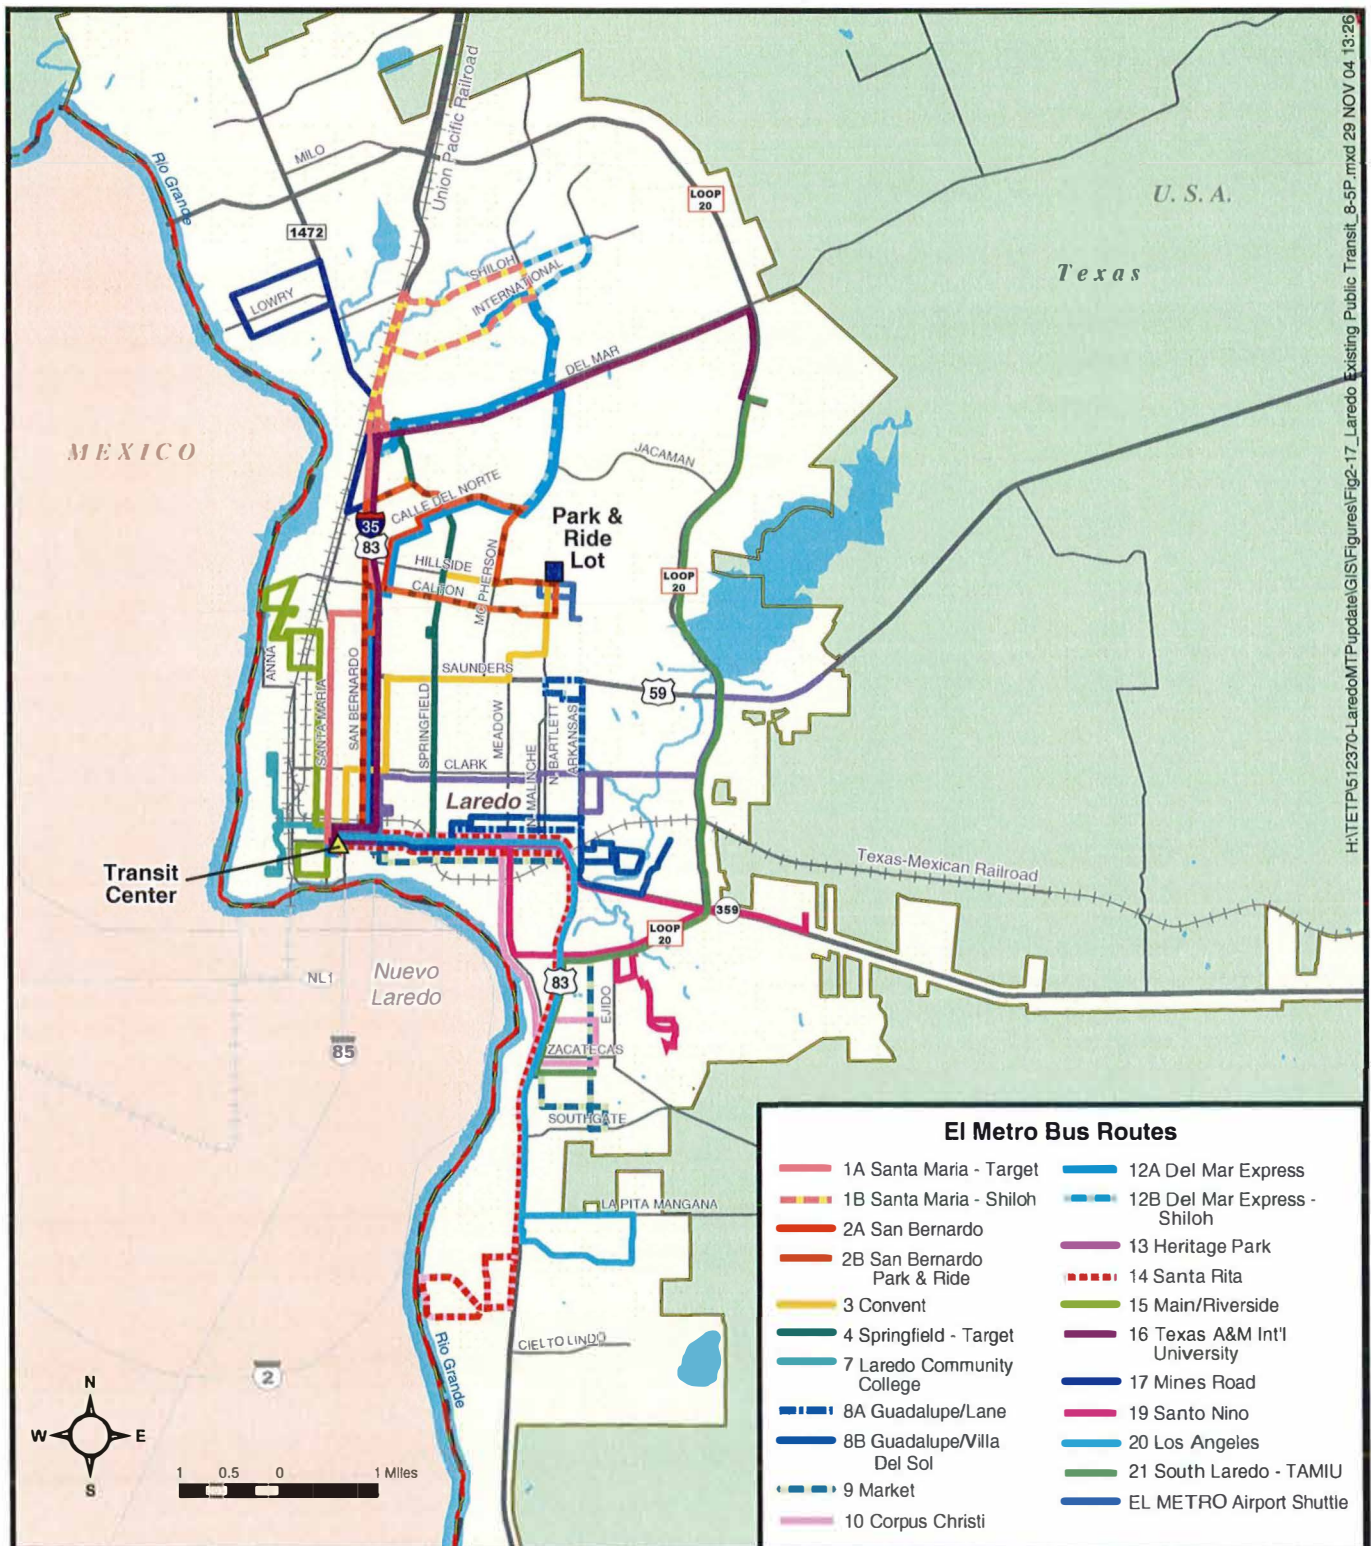 H:\TETP\512370-LaredoMTPupdate\GIS\Figures\Fig2-17_Laredo Existing Public Transit_8-5P.mxd 29 NOV 04 13:26
Union Pacific Railroad
MILO
Rio Grande
LOOP
20
U. S. A.
1472
Texas
SHILOH
INTERNATIONAL
LOWRY
DEL MAR
MEXICO
JACAMAN
CALLE DEL NORTE
Park &
Ride
Lot
35
83
HILLSIDE
CALTON
MC PHERSON
LOOP
20
ANNA
SANTA MARIA
SAN BERNARDO
SAUNDERS
59
SPRINGFIELD
MEADOW
N. MALINCHE
N. BARTLETT
ARKANSAS
CLARK
Laredo
Transit
Center
Texas-Mexican Railroad
359
LOOP
20
NL1
Nuevo
Laredo
83
EJIDO
85
ZACATECAS
SOUTHGATE
LA PITA MANGANA
CIELTO LINDO
Rio Grande
2
N
W
E
S
1
0.5
0
1 Miles
El Metro Bus Routes
1A Santa Maria - Target
1B Santa Maria - Shiloh
2A San Bernardo
2B San Bernardo
Park & Ride
3 Convent
4 Springfield - Target
7 Laredo Community
College
8A Guadalupe/Lane
8B Guadalupe/Villa
Del Sol
9 Market
10 Corpus Christi
12A Del Mar Express
12B Del Mar Express -
Shiloh
13 Heritage Park
14 Santa Rita
15 Main/Riverside
16 Texas A&M Int'l
University
17 Mines Road
19 Santo Nino
20 Los Angeles
21 South Laredo - TAMIU
EL METRO Airport Shuttle